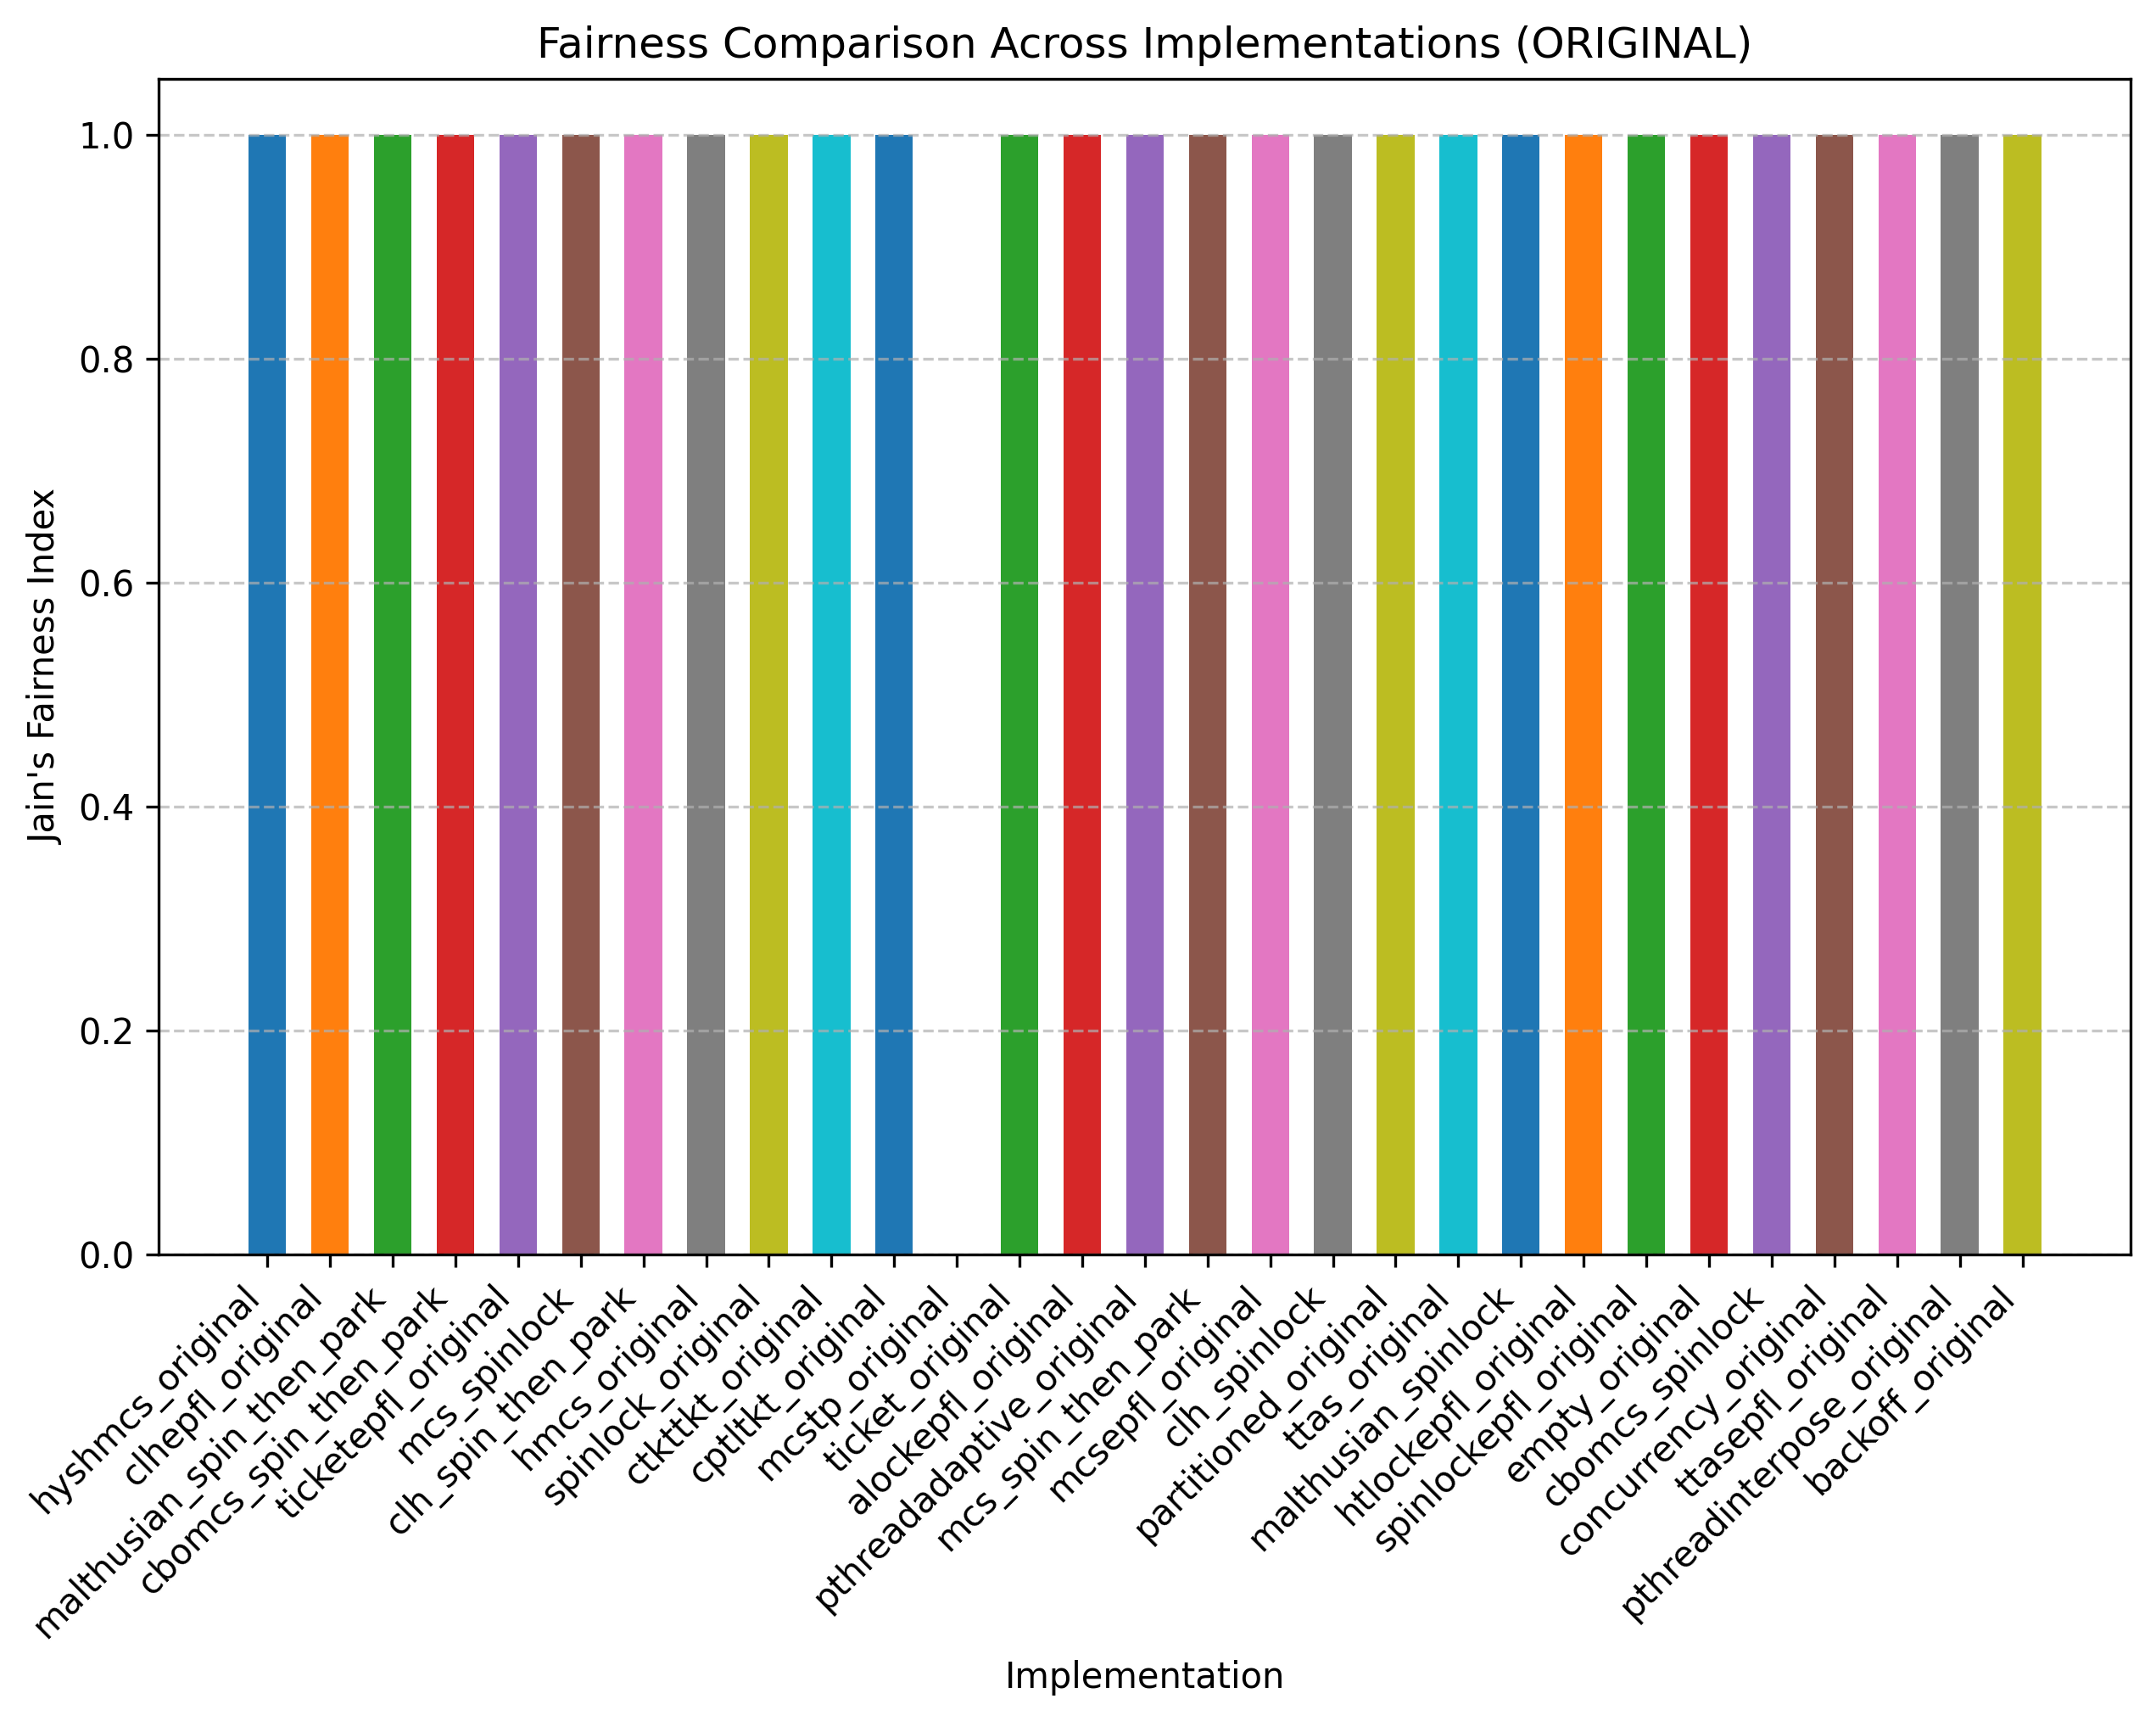 Fairness Comparison Across Implementations (ORIGINAL)
Jain's Fairness Index
1.0
0.8
0.6
0.4
0.2
0.0
hyshmcs_original
clhepfl_original
malthusian_spin_then_park
cbomcs_spin_then_park
ticketepfl_original
mcs_spinlock
clh_spin_then_park
hmcs_original
spinlock_original
ctkttkt_original
cptltkt_original
mcstp_original
ticket_original
alockepfl_original
pthreadadaptive_original
mcs_spin_then_park
mcsepfl_original
clh_spinlock
partitioned_original
ttas_original
malthusian_spinlock
htlockepfl_original
spinlockepfl_original
empty_original
cbomcs_spinlock
concurrency_original
ttasepfl_original
pthreadinterpose_original
backoff_original
Implementation